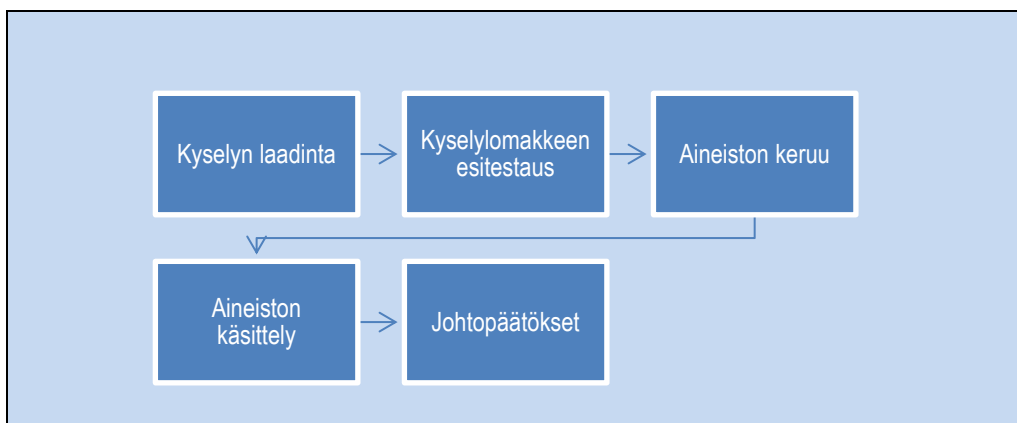 Kyselyn laadinta
Kyselylomakkeen
esitestaus
Aineiston keruu
Aineiston
käsittely
Johtopäätökset